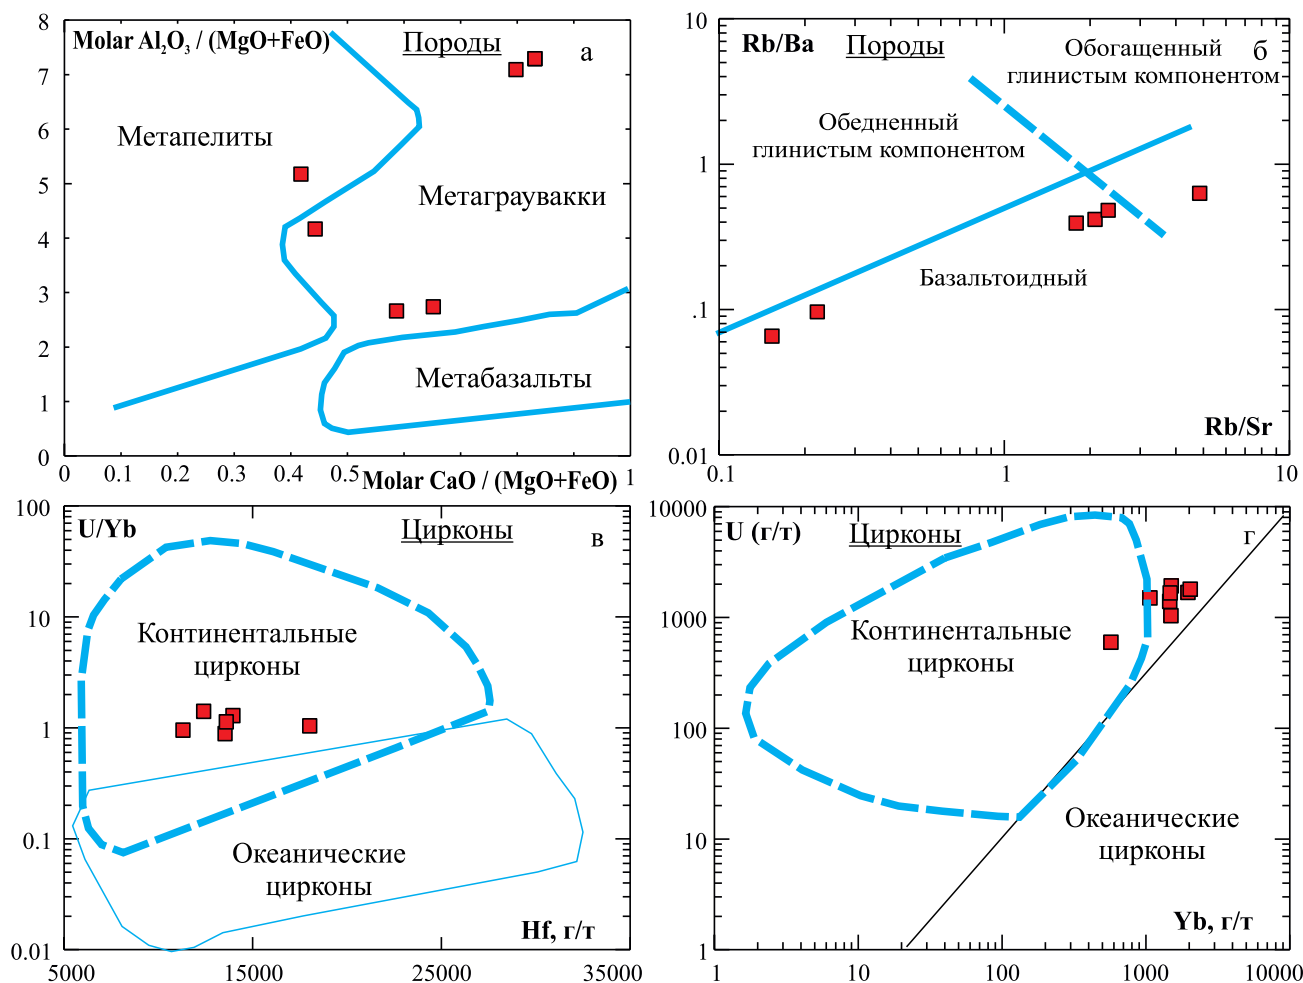 8
Molar Al₂O₃ / (MgO+FeO)
Породы
а
7
6
Метапелиты
5
Метаграувакки
4
3
2
Метабазальты
1
0
0
0.1
0.2
0.3
0.4
0.5
Molar CaO / (MgO+FeO)
1
10
Rb/Ba
Породы
Обогащенный
глинистым компонентом
б
Обедненный
глинистым компонентом
1
Базальтоидный
0.1
Rb/Sr
0.01
0.1
1
10
100
U/Yb
Цирконы
в
10
Континентальные
цирконы
1
0.1
Океанические
цирконы
Hf, г/т
0.01
5000
15000
25000
35000
10000
U (г/т)
Цирконы
г
1000
Континентальные
цирконы
100
10
Океанические
цирконы
Yb, г/т
1
1
10
100
1000
10000